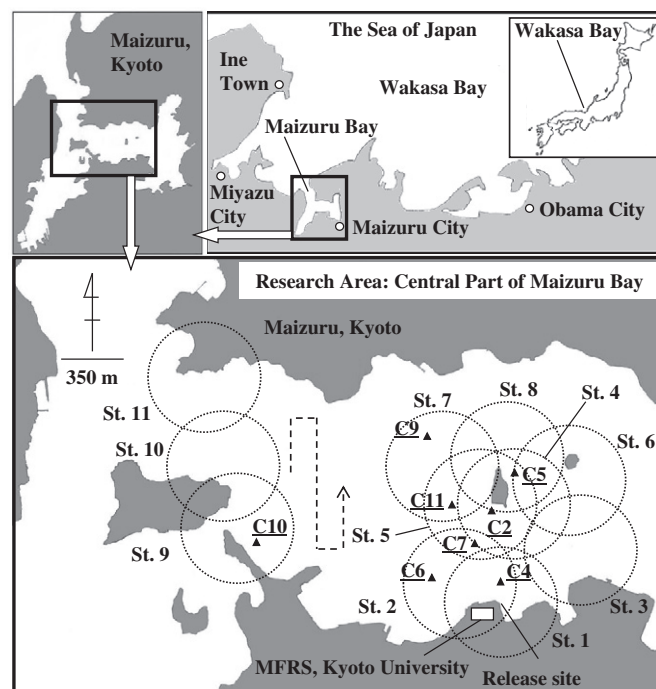 Maizuru,
Kyoto
The Sea of Japan
Wakasa Bay
Ine
Town
Wakasa Bay
Maizuru Bay
Miyazu
City
Obama City
Maizuru City
Research Area: Central Part of Maizuru Bay
Maizuru, Kyoto
350 m
St. 11
St. 10
St. 9
St. 7
St. 8
St. 4
St. 6
C9
C5
C11
C2
St. 5
C10
C7
C6
C4
St. 2
St. 3
St. 1
MFRS, Kyoto University
Release site